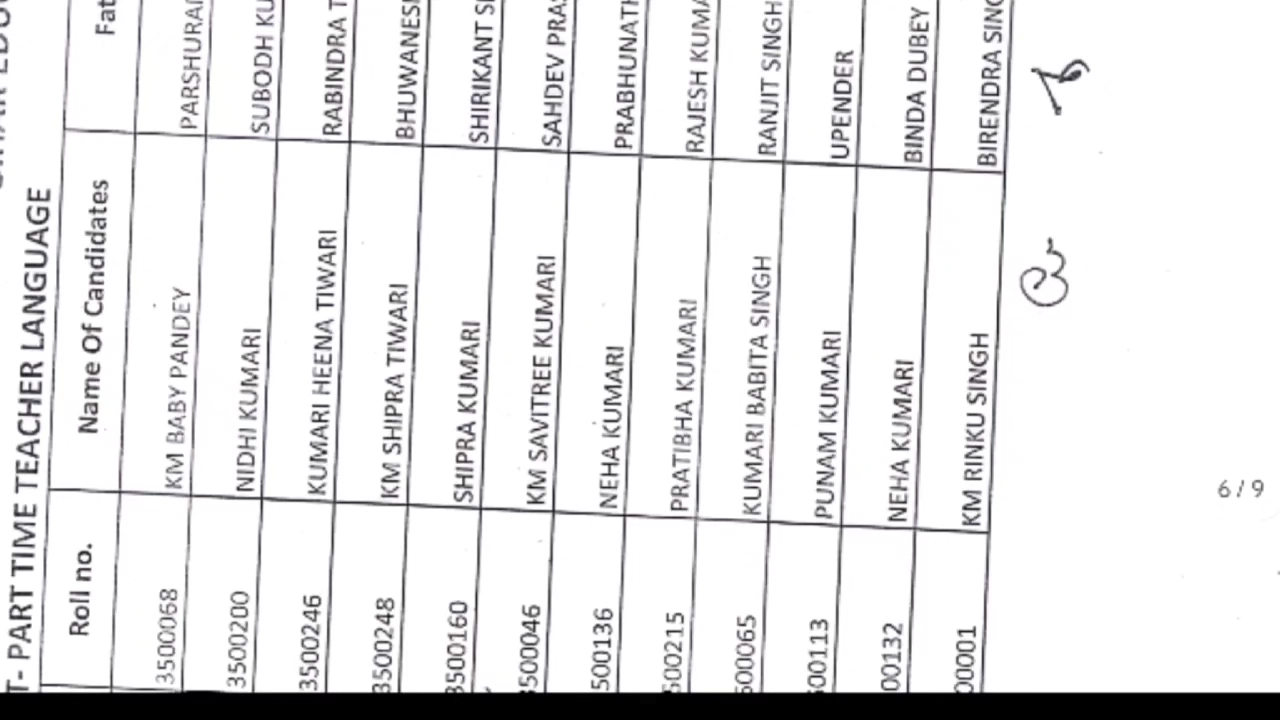 T- PART TIME TEACHER LANGUAGE
Roll no. Name Of Candidates Fat
3500068 KM BABY PANDEY PARSHURA
3500200 NIDHI KUMARI SUBODH KU
3500246 KUMARI HEENA TIWARI RABINDRA T
3500248 KM SHIPRA TIWARI BHUWANES
3500160 SHIPRA KUMARI SHIRIKANT S
3500046 KM SAVITREE KUMARI SAHDEV PRA
500136 NEHA KUMARI PRABHUNATH
500215 PRATIBHA KUMARI RAJESH KUMA
500065 KUMARI BABITA SINGH RANJIT SINGH
500113 PUNAM KUMARI UPENDER
00132 NEHA KUMARI BINDA DUBEY
00001 KM RINKU SINGH BIRENDRA SING
6 / 9